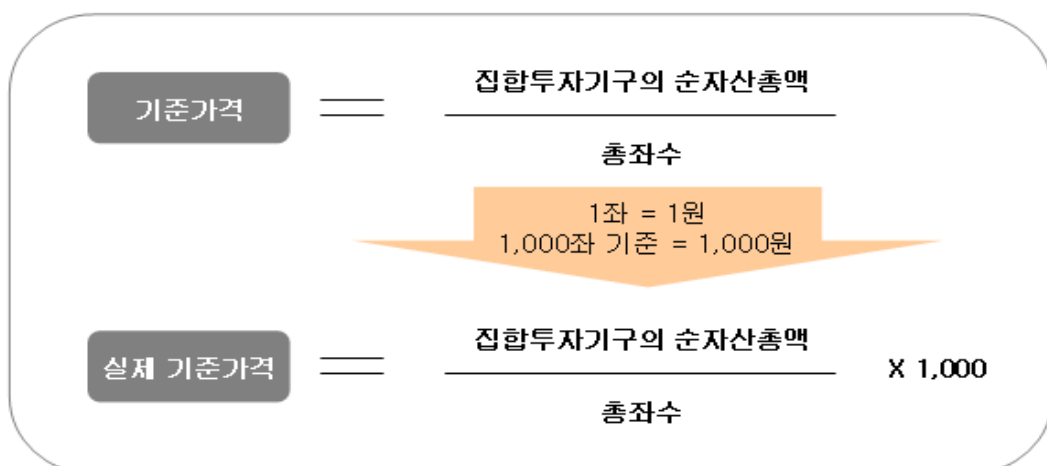 집합투자기구의 순자산총액
기준가격
총좌수
1좌 = 1원
1,000좌 기준 = 1,000원
집합투자기구의 순자산총액
실제 기준가격
X 1,000
총좌수